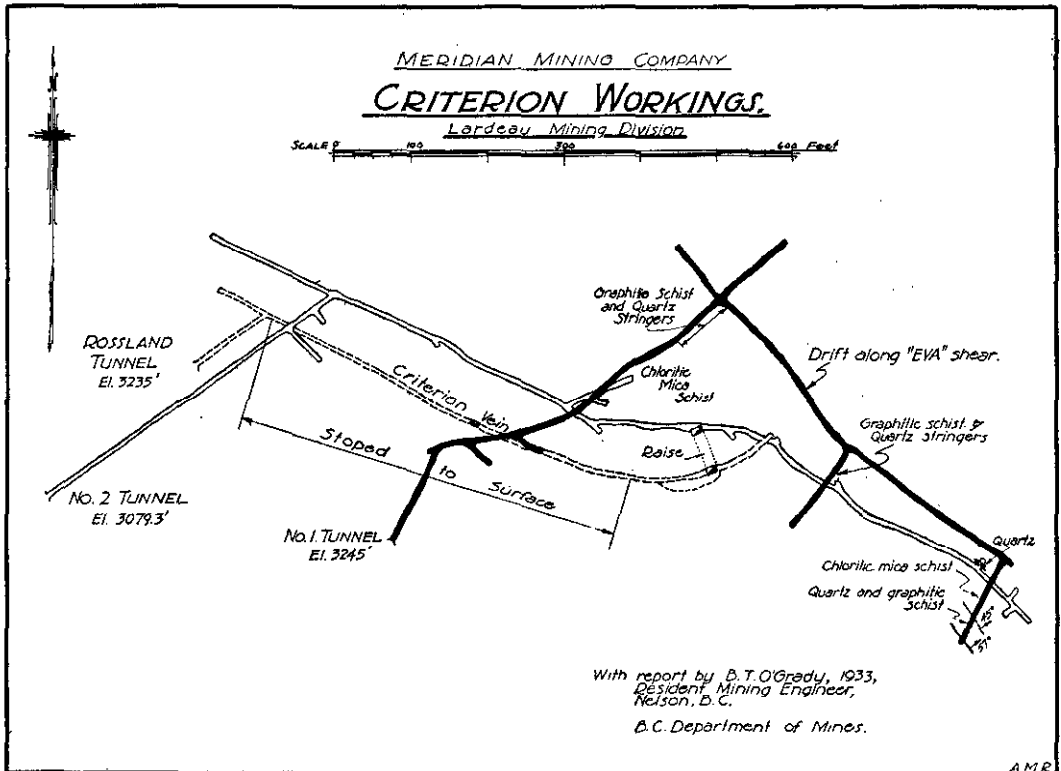 MERIDIAN MINING COMPANY
CRITERION WORKINGS.
Lardeau Mining Division
SCALE 0 100 300 600 Feet
Graphitic Schist
and Quartz
Stringers
ROSSLAND
TUNNEL
El. 3235'
Drift along "EVA" shear.
Chloritic
Mica
Schist
Criterion Vein
Graphitic schist &
Quartz stringers
Stoped to Surface
Raise
No. 2 TUNNEL
El. 3079.3'
No. 1 TUNNEL
El. 3245'
Quartz
Chloritic mica schist
Quartz and graphitic
schist
45°
45°
With report by B.T. O'Grady, 1933,
Resident Mining Engineer,
Nelson, B.C.
B.C. Department of Mines.
A.M.R.